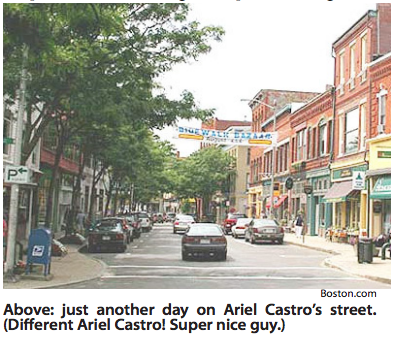 P
SIDEWALK BAZAAR
Boston.com
Above: just another day on Ariel Castro's street.
(Different Ariel Castro! Super nice guy.)